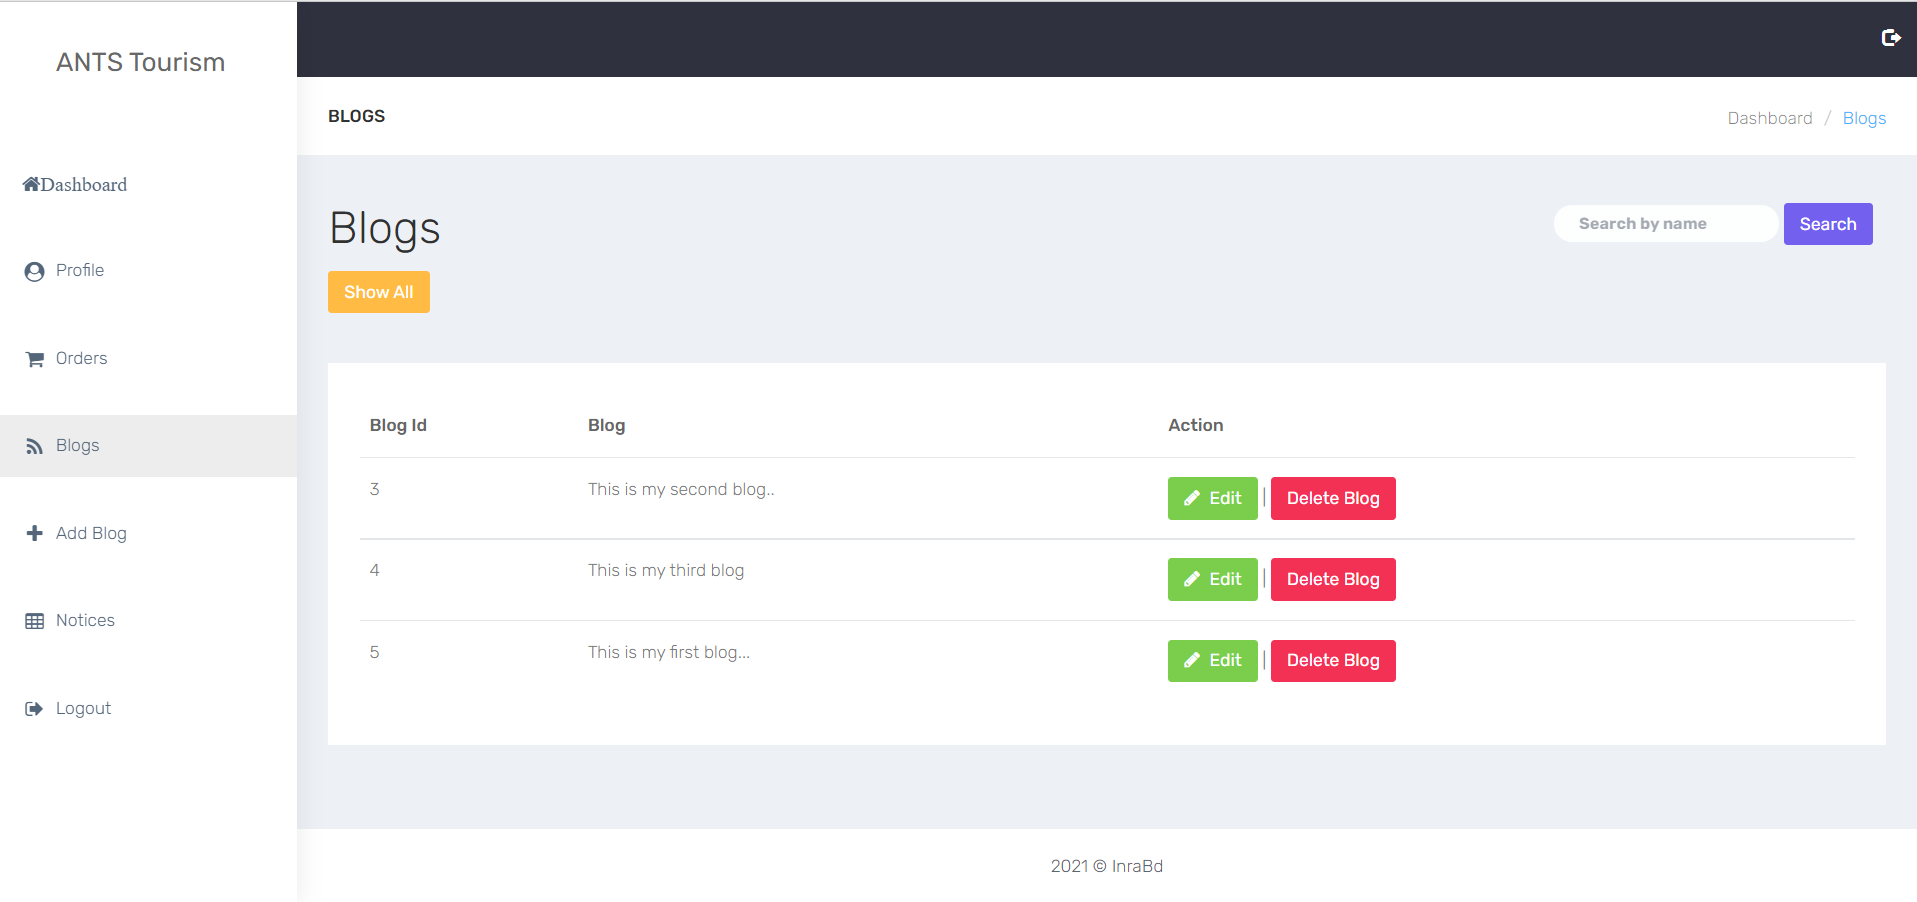 ANTS Tourism
Dashboard
Profile
Orders
Blogs
Add Blog
Notices
Logout
BLOGS
Dashboard / Blogs
Blogs
Search by name Search
Show All
Blog Id Blog Action
3 This is my second blog.. Edit | Delete Blog
4 This is my third blog Edit | Delete Blog
5 This is my first blog... Edit | Delete Blog
2021 © InraBd